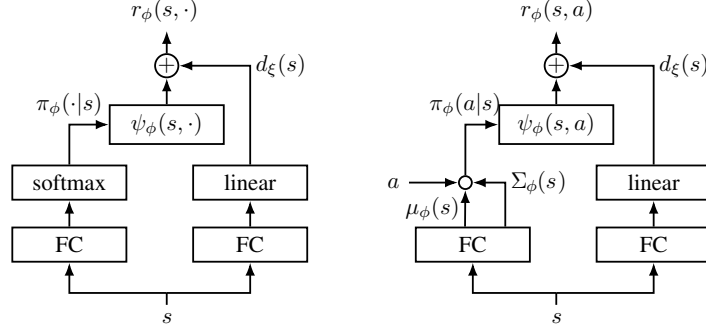 r_ϕ(s, ·)
+
d_ξ(s)
π_ϕ(·|s)
ψ_ϕ(s, ·)
softmax
linear
FC
FC
s
r_ϕ(s, a)
+
d_ξ(s)
π_ϕ(a|s)
ψ_ϕ(s, a)
a
Σ_ϕ(s)
linear
μ_ϕ(s)
FC
FC
s